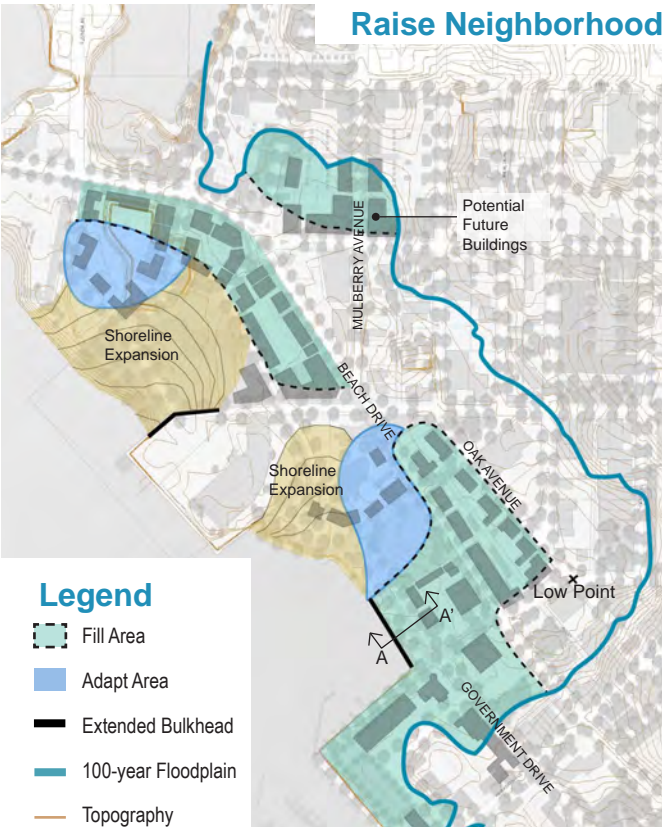 Raise Neighborhood
Potential
Future
Buildings
MULBERRY AVENUE
Shoreline
Expansion
BEACH DRIVE
OAK AVENUE
Shoreline
Expansion
Low Point
A'
A
GOVERNMENT DRIVE
Legend
Fill Area
Adapt Area
Extended Bulkhead
100-year Floodplain
Topography